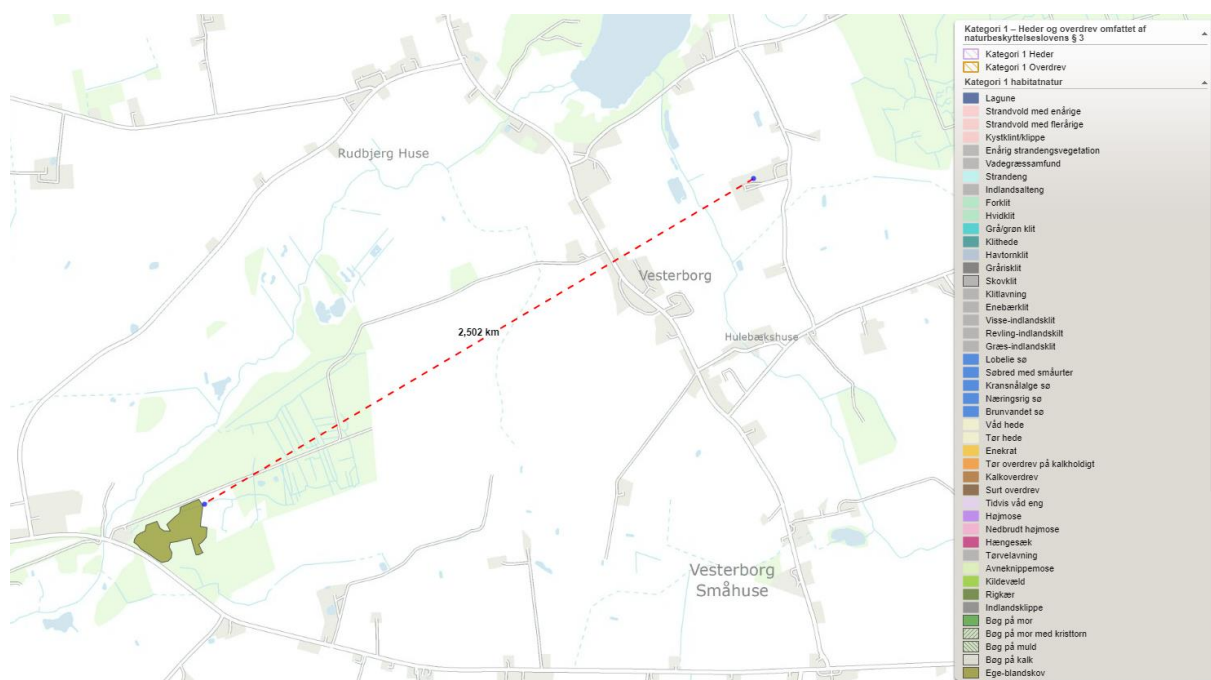 Rudbjerg Huse
Vesterborg
2,502 km
Hulebækshuse
Vesterborg
Småhuse
Kategori 1 – Heder og overdrev omfattet af
naturbeskyttelseslovens § 3
Kategori 1 Heder
Kategori 1 Overdrev
Kategori 1 habitatnatur
Lagune
Strandvold med enårige
Strandvold med flerårige
Kystklint/klippe
Enårig strandengsvegetation
Vadegræssamfund
Strandeng
Indlandsalteng
Forklit
Hvidklit
Grå/grøn klit
Klithede
Havtornklit
Grårisklit
Skovklit
Klitlavning
Enebærklit
Visse-indlandsklit
Revling-indlandsklit
Græs-indlandsklit
Lobelie sø
Søbred med småurter
Kransnålalge sø
Næringsrig sø
Brunvandet sø
Våd hede
Tør hede
Enekrat
Tør overdrev på kalkholdigt
Kalkoverdrev
Surt overdrev
Tidvis våd eng
Højmose
Nedbrudt højmose
Hængesæk
Tørvelavning
Avneknippemose
Kildevæld
Rigkær
Indlandsklippe
Bøg på mor
Bøg på mor med kristtorn
Bøg på muld
Bøg på kalk
Ege-blandskov